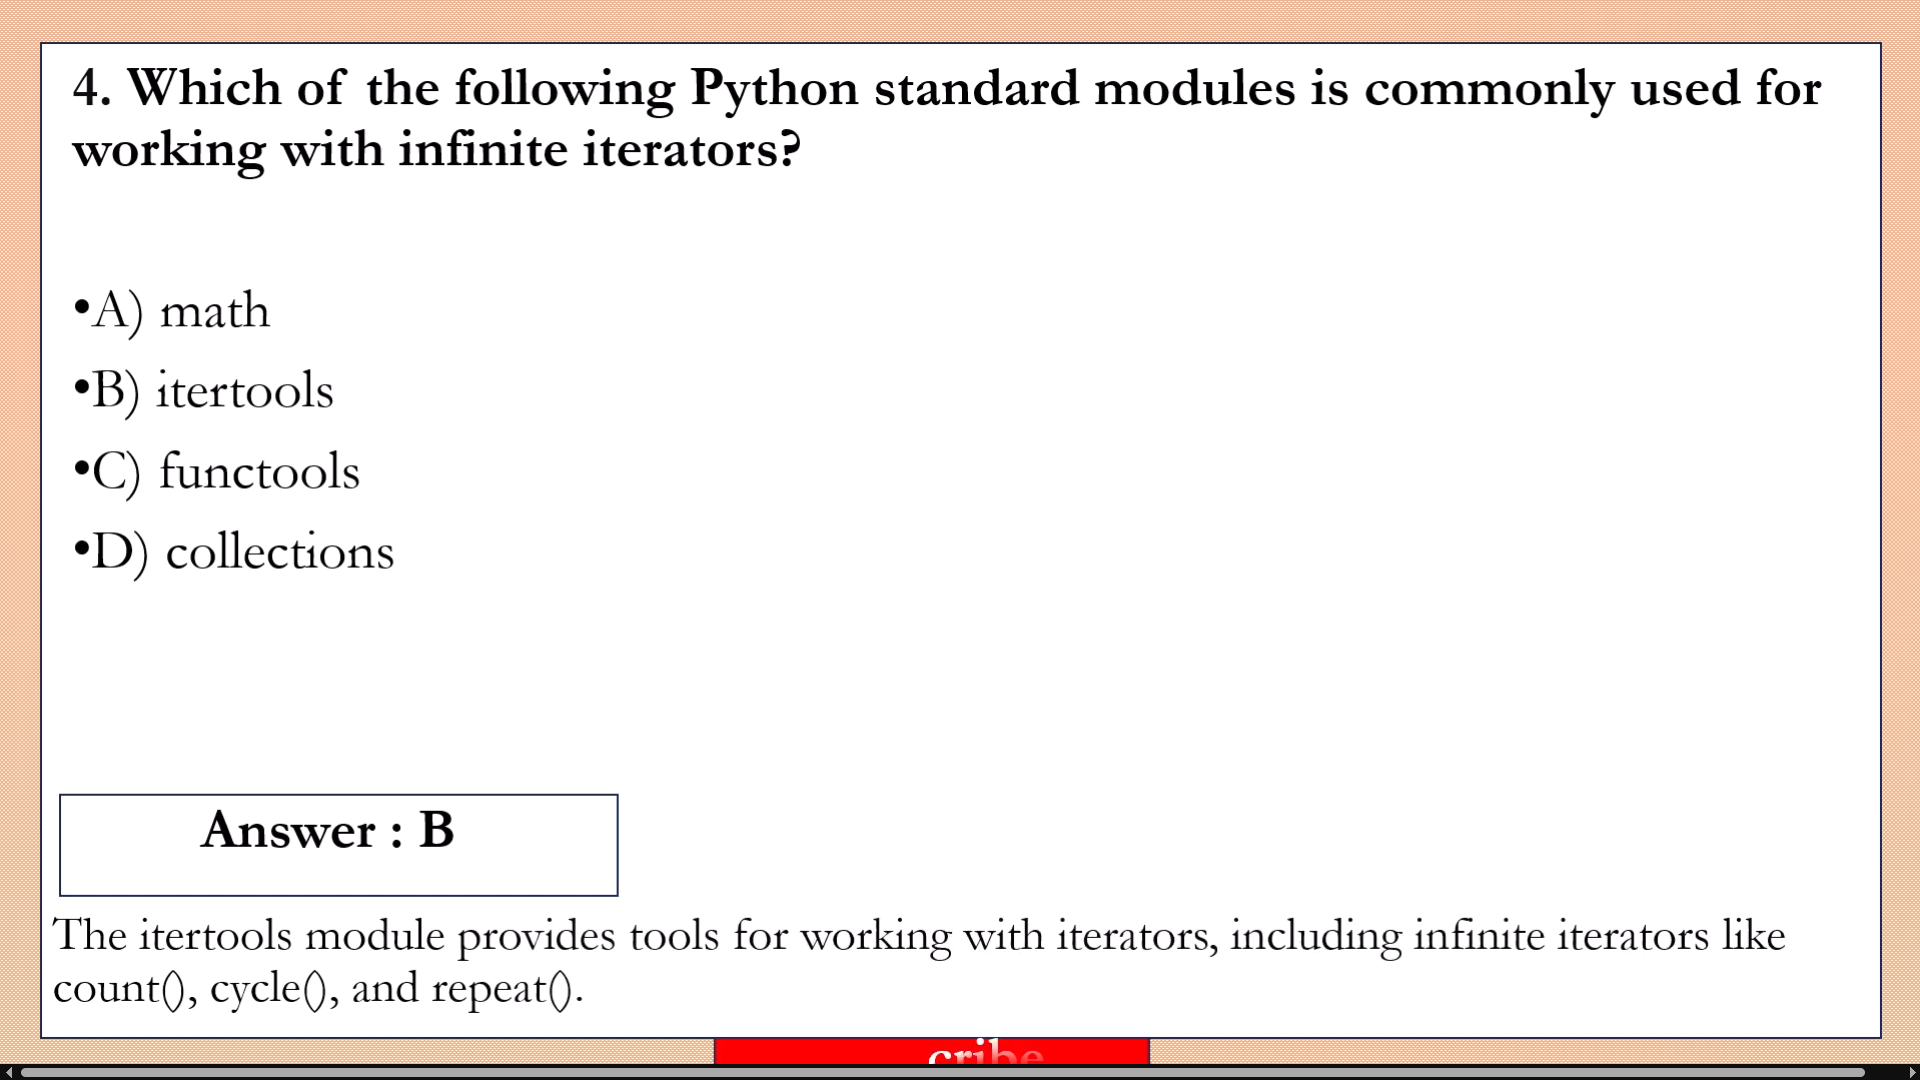 4. Which of the following Python standard modules is commonly used for
working with infinite iterators?
•A) math
•B) itertools
•C) functools
•D) collections
Answer : B
The itertools module provides tools for working with iterators, including infinite iterators like
count(), cycle(), and repeat().
cribe